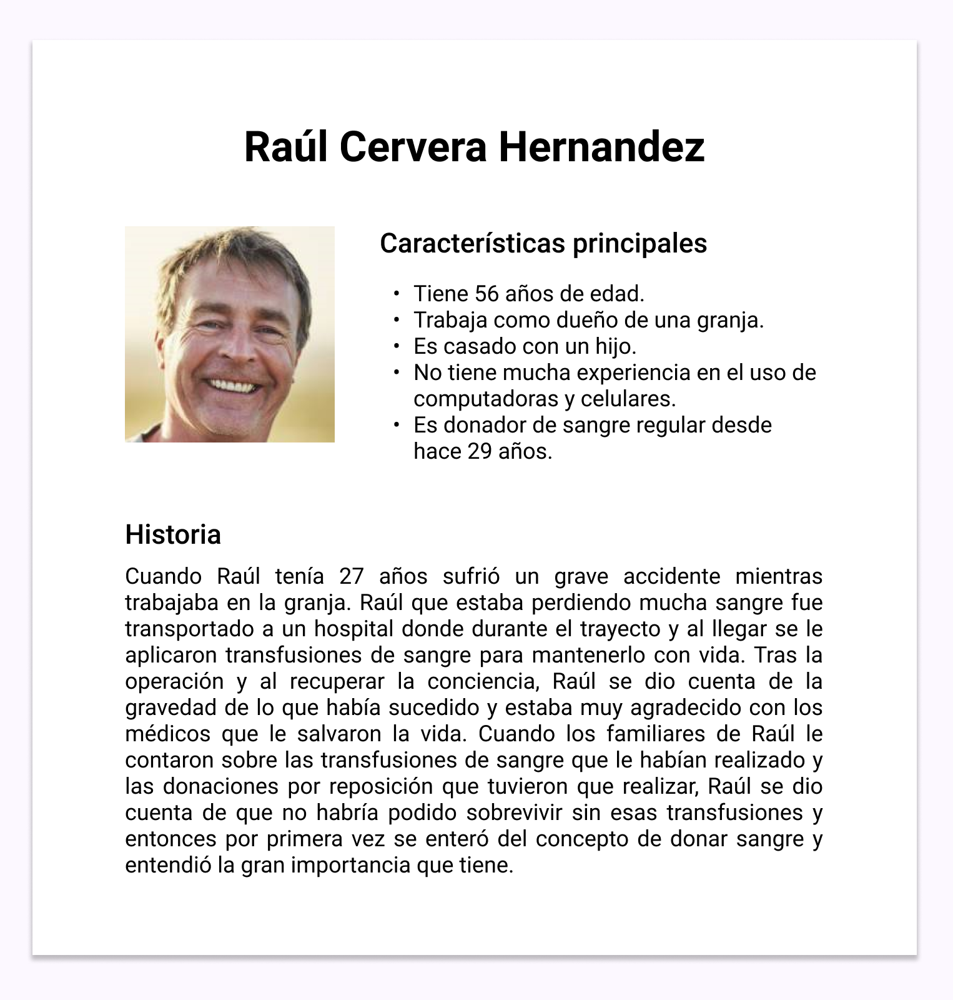 Raúl Cervera Hernandez
Características principales
• Tiene 56 años de edad.
• Trabaja como dueño de una granja.
• Es casado con un hijo.
• No tiene mucha experiencia en el uso de
computadoras y celulares.
• Es donador de sangre regular desde
hace 29 años.
Historia
Cuando Raúl tenía 27 años sufrió un grave accidente mientras
trabajaba en la granja. Raúl que estaba perdiendo mucha sangre fue
transportado a un hospital donde durante el trayecto y al llegar se le
aplicaron transfusiones de sangre para mantenerlo con vida. Tras la
operación y al recuperar la conciencia, Raúl se dio cuenta de la
gravedad de lo que había sucedido y estaba muy agradecido con los
médicos que le salvaron la vida. Cuando los familiares de Raúl le
contaron sobre las transfusiones de sangre que le habían realizado y
las donaciones por reposición que tuvieron que realizar, Raúl se dio
cuenta de que no habría podido sobrevivir sin esas transfusiones y
entonces por primera vez se enteró del concepto de donar sangre y
entendió la gran importancia que tiene.